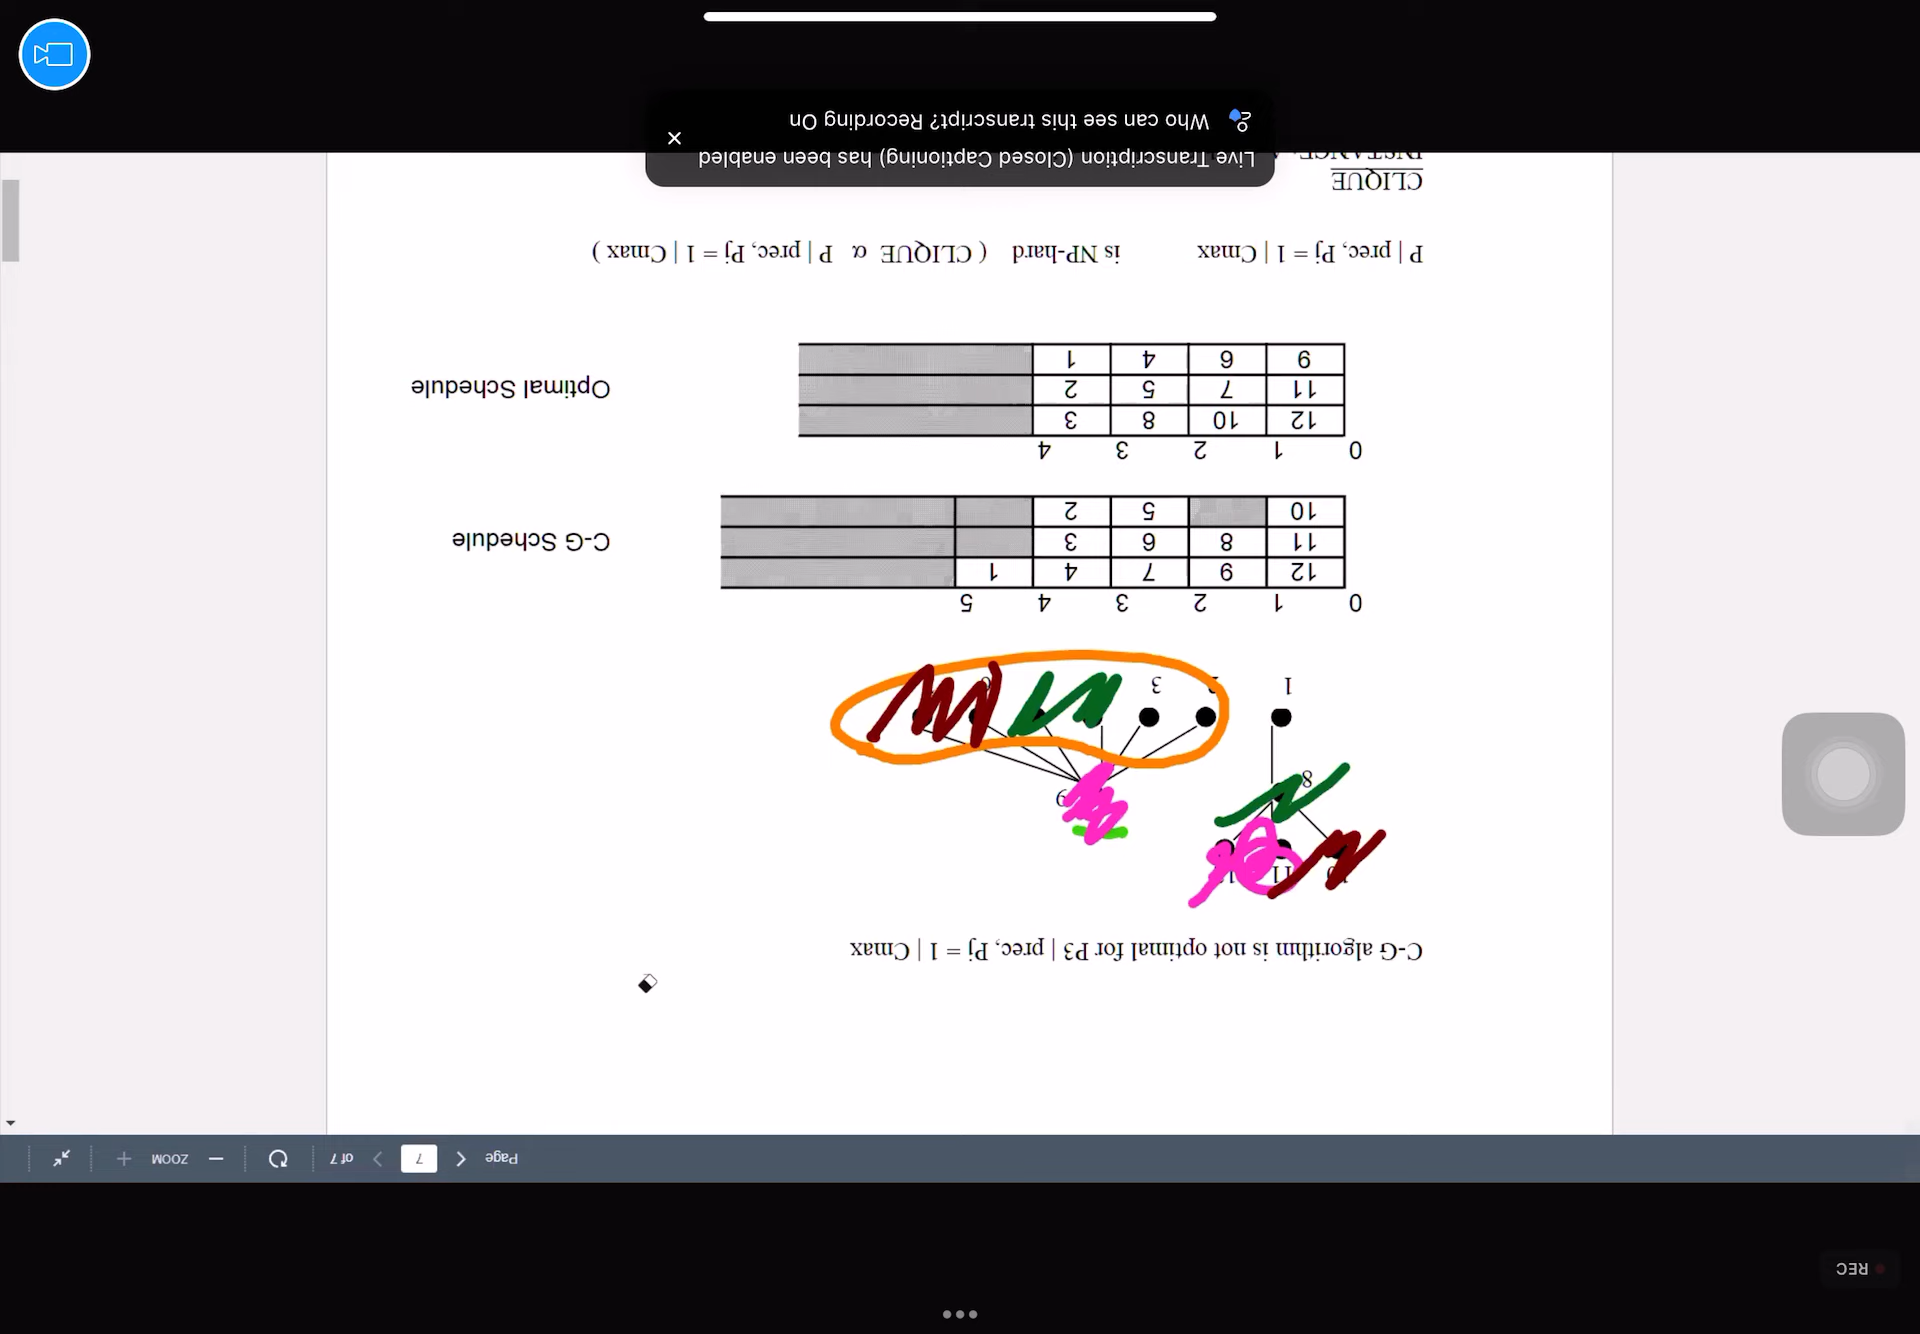 REC
Page 7 of 7 ZOOM
C-G algorithm is not optimal for P3 | prec, Pj = 1 | Cmax
11
8 9
1 3
0 1 2 3 4 5
12 9 7 4 1
11 8 6 3 C-G Schedule
10 5 2
0 1 2 3 4
12 10 8 3
11 7 5 2 Optimal Schedule
9 6 4 1
P | prec, Pj = 1 | Cmax is NP-hard ( CLIQUE α P | prec, Pj = 1 | Cmax )
CLIQUE
INSTANCE:
Live Transcription (Closed Captioning) has been enabled
Who can see this transcript? Recording On